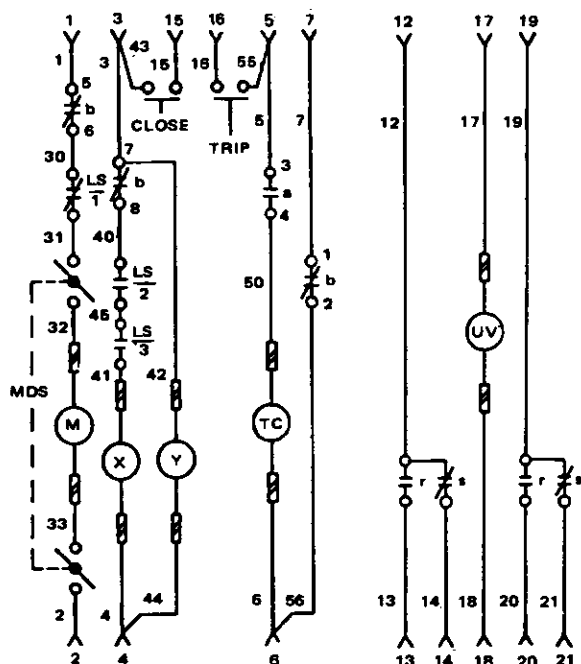 1 3 15 16 5 7 12 17 19
43
1 3 15 16 55
5
b
6
CLOSE
TRIP
5 7 12 17 19
30
7
3
LS
1
b
a
8
4
31
40
1
50
b
LS
2
2
32
45
LS
3
UV
MDS
41 42
M
TC
X Y
r s r s
33
44
2 4 6 56 13 14 18 20 21
2 4 6 13 14 18 20 21